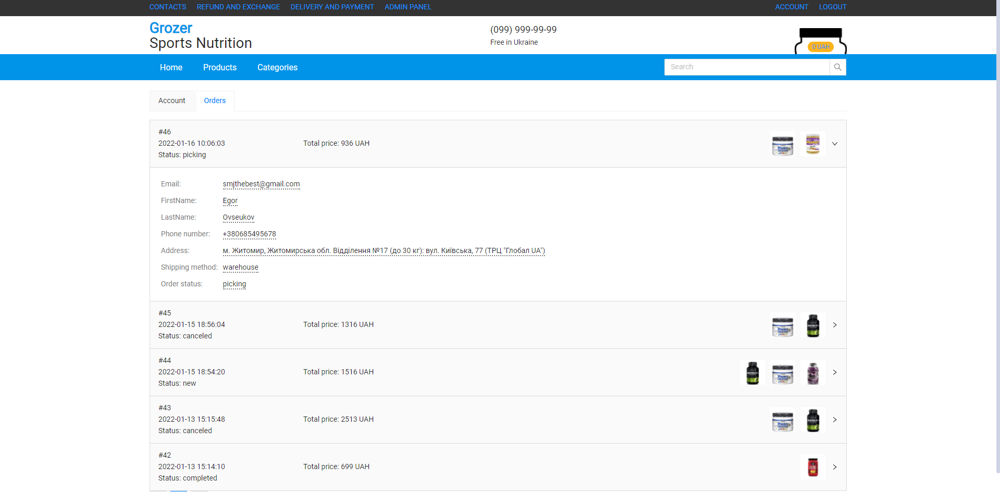 CONTACTS REFUND AND EXCHANGE DELIVERY AND PAYMENT ADMIN PANEL ACCOUNT LOGOUT
Grozer
Sports Nutrition
(099) 999-99-99
Free in Ukraine
0 UAH
Home Products Categories Search
Account Orders
#46
2022-01-16 10:06:03 Total price: 936 UAH
Status: picking
Email: smjthebest@gmail.com
FirstName: Egor
LastName: Ovseukov
Phone number: +380685495678
Address: м. Житомир, Житомирська обл. Відділення №17 (до 30 кг): вул. Київська, 77 (ТРЦ "Глобал UA")
Shipping method: warehouse
Order status: picking
#45
2022-01-15 18:56:04 Total price: 1316 UAH
Status: canceled
#44
2022-01-15 18:54:20 Total price: 1516 UAH
Status: new
#43
2022-01-13 15:15:48 Total price: 2513 UAH
Status: canceled
#42
2022-01-13 15:14:10 Total price: 699 UAH
Status: completed